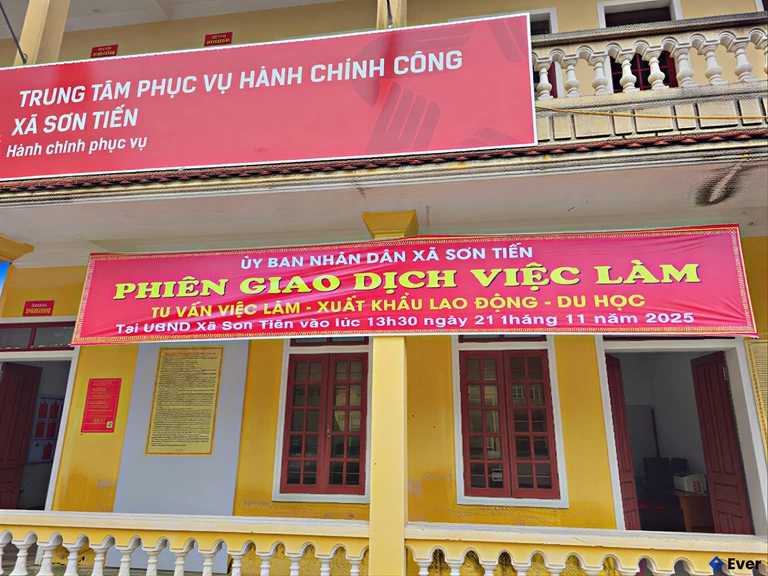 TRUNG TÂM PHỤC VỤ HÀNH CHÍNH CÔNG
XÃ SƠN TIẾN
Hành chính phục vụ
ỦY BAN NHÂN DÂN XÃ SƠN TIẾN
PHIÊN GIAO DỊCH VIỆC LÀM
TƯ VẤN VIỆC LÀM - XUẤT KHẨU LAO ĐỘNG - DU HỌC
Tại UBND Xã Sơn Tiến vào lúc 13h30 ngày 21 tháng 11 năm 2025
Ever